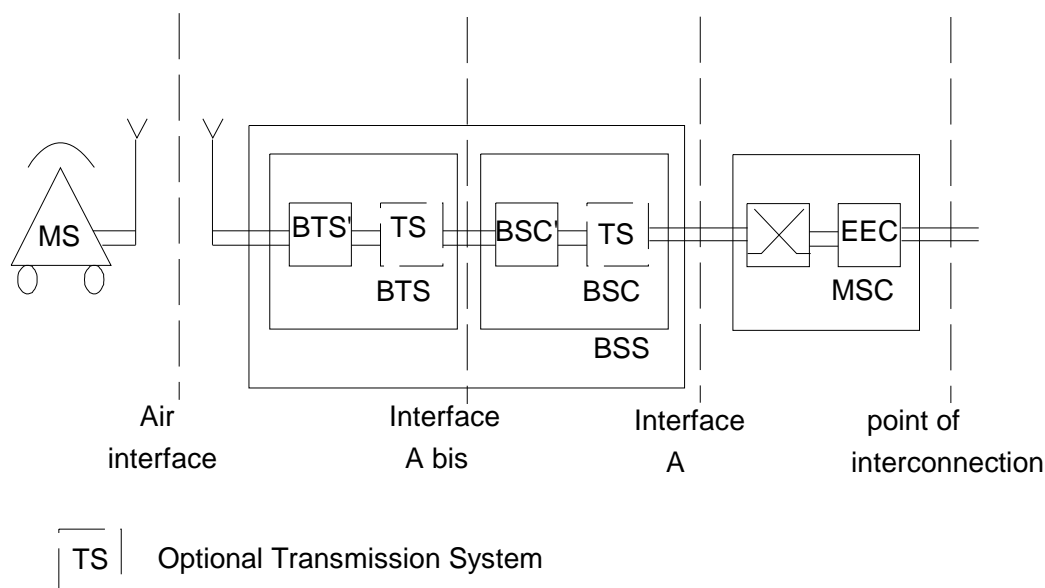 MS
BTS'
TS
BSC'
TS
EEC
BTS
BSC
MSC
BSS
Air
interface
Interface
A bis
Interface
A
point of
interconnection
TS
Optional Transmission System